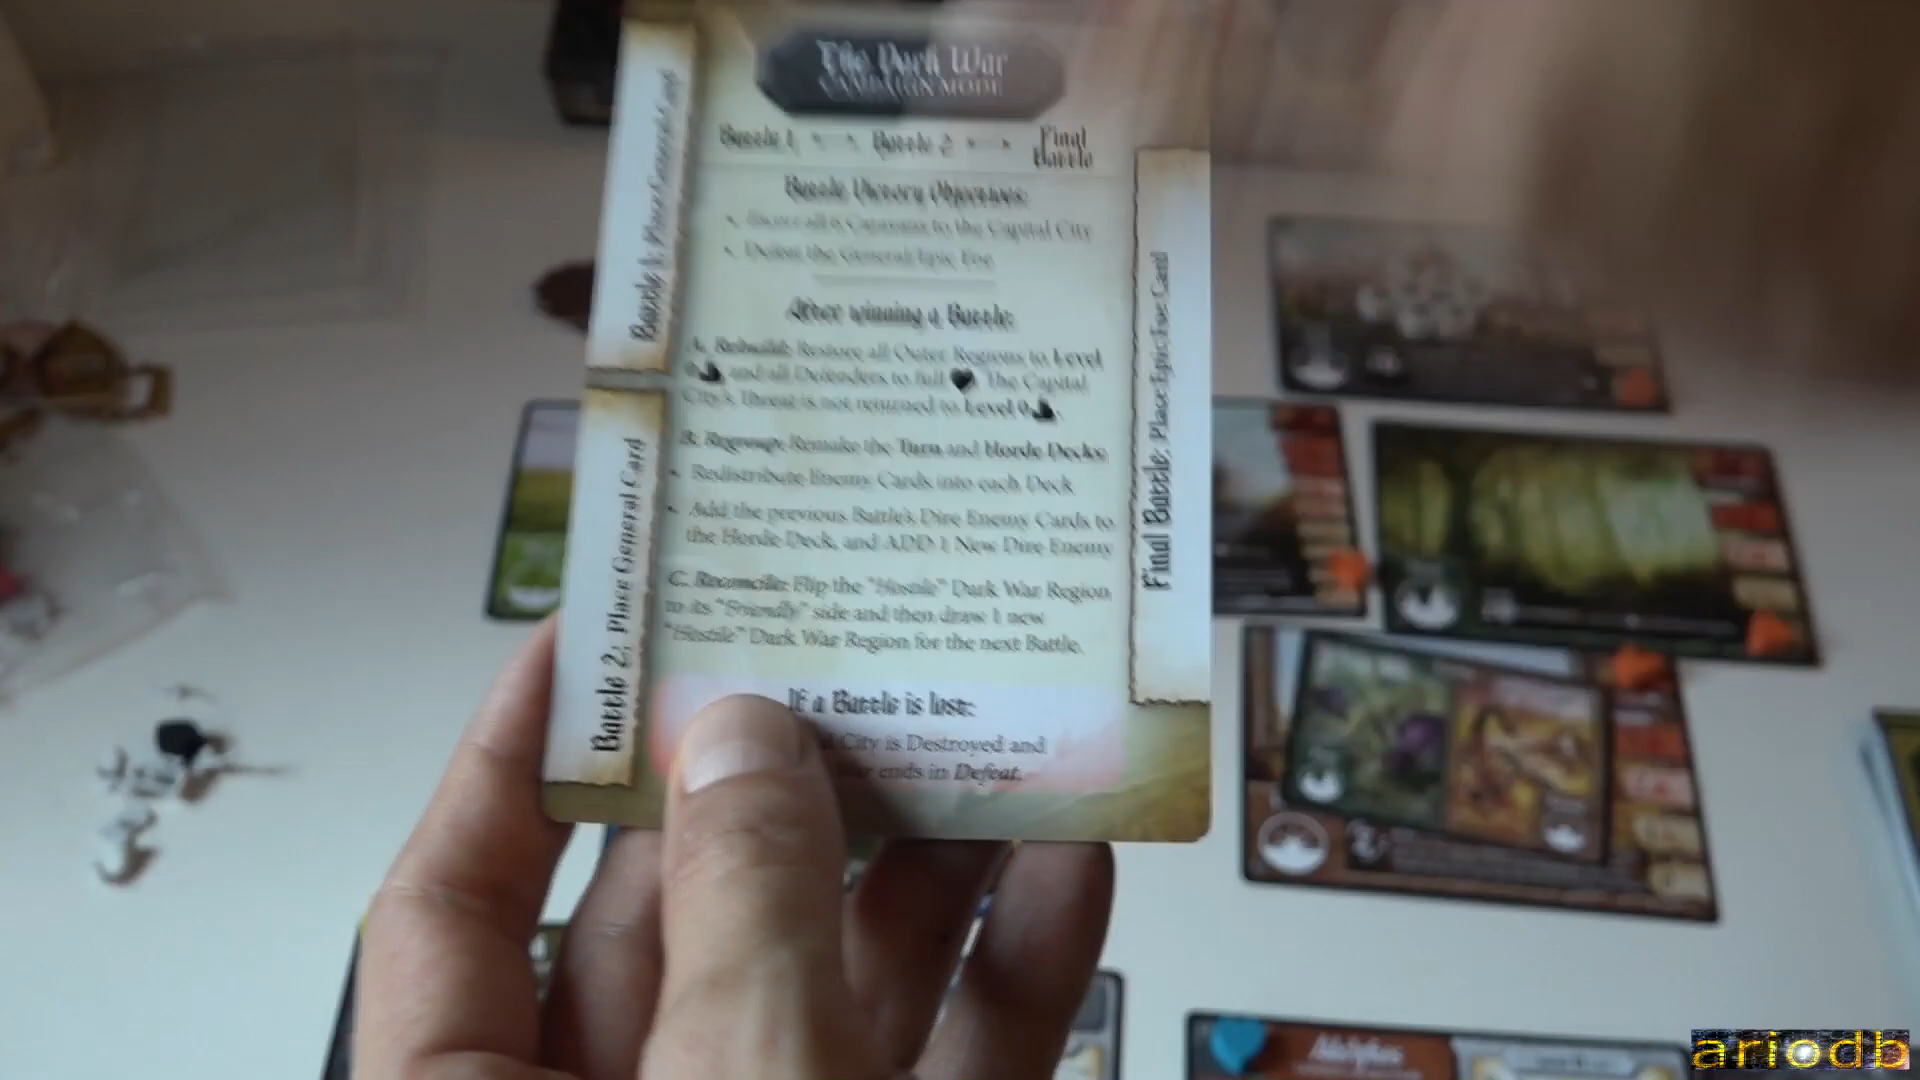 The Dark War
CAMPAIGN MODE
Battle 1 Battle 2 Final
Battle
Battle Victory Objectives:
• Escort all 6 Caravans to the Capital City
• Defeat the General/Epic Foe
After winning a Battle:
A. Rebuild: Restore all Outer Regions to Level
0 and all Defenders to full . The Capital
City's Threat is not returned to Level 0 .
B. Regroup: Remake the Turn and Horde Decks:
• Redistribute Enemy Cards into each Deck
• Add the previous Battle's Dire Enemy Cards to
the Horde Deck, and ADD 1 New Dire Enemy
C. Reconcile: Flip the "Hostile" Dark War Region
to its "Friendly" side and then draw 1 new
"Hostile" Dark War Region for the next Battle.
If a Battle is lost:
City is Destroyed and
ends in Defeat.
Battle 1: Place General Card
Battle 2: Place General Card
Final Battle: Place Epic Foe Card
ariodb